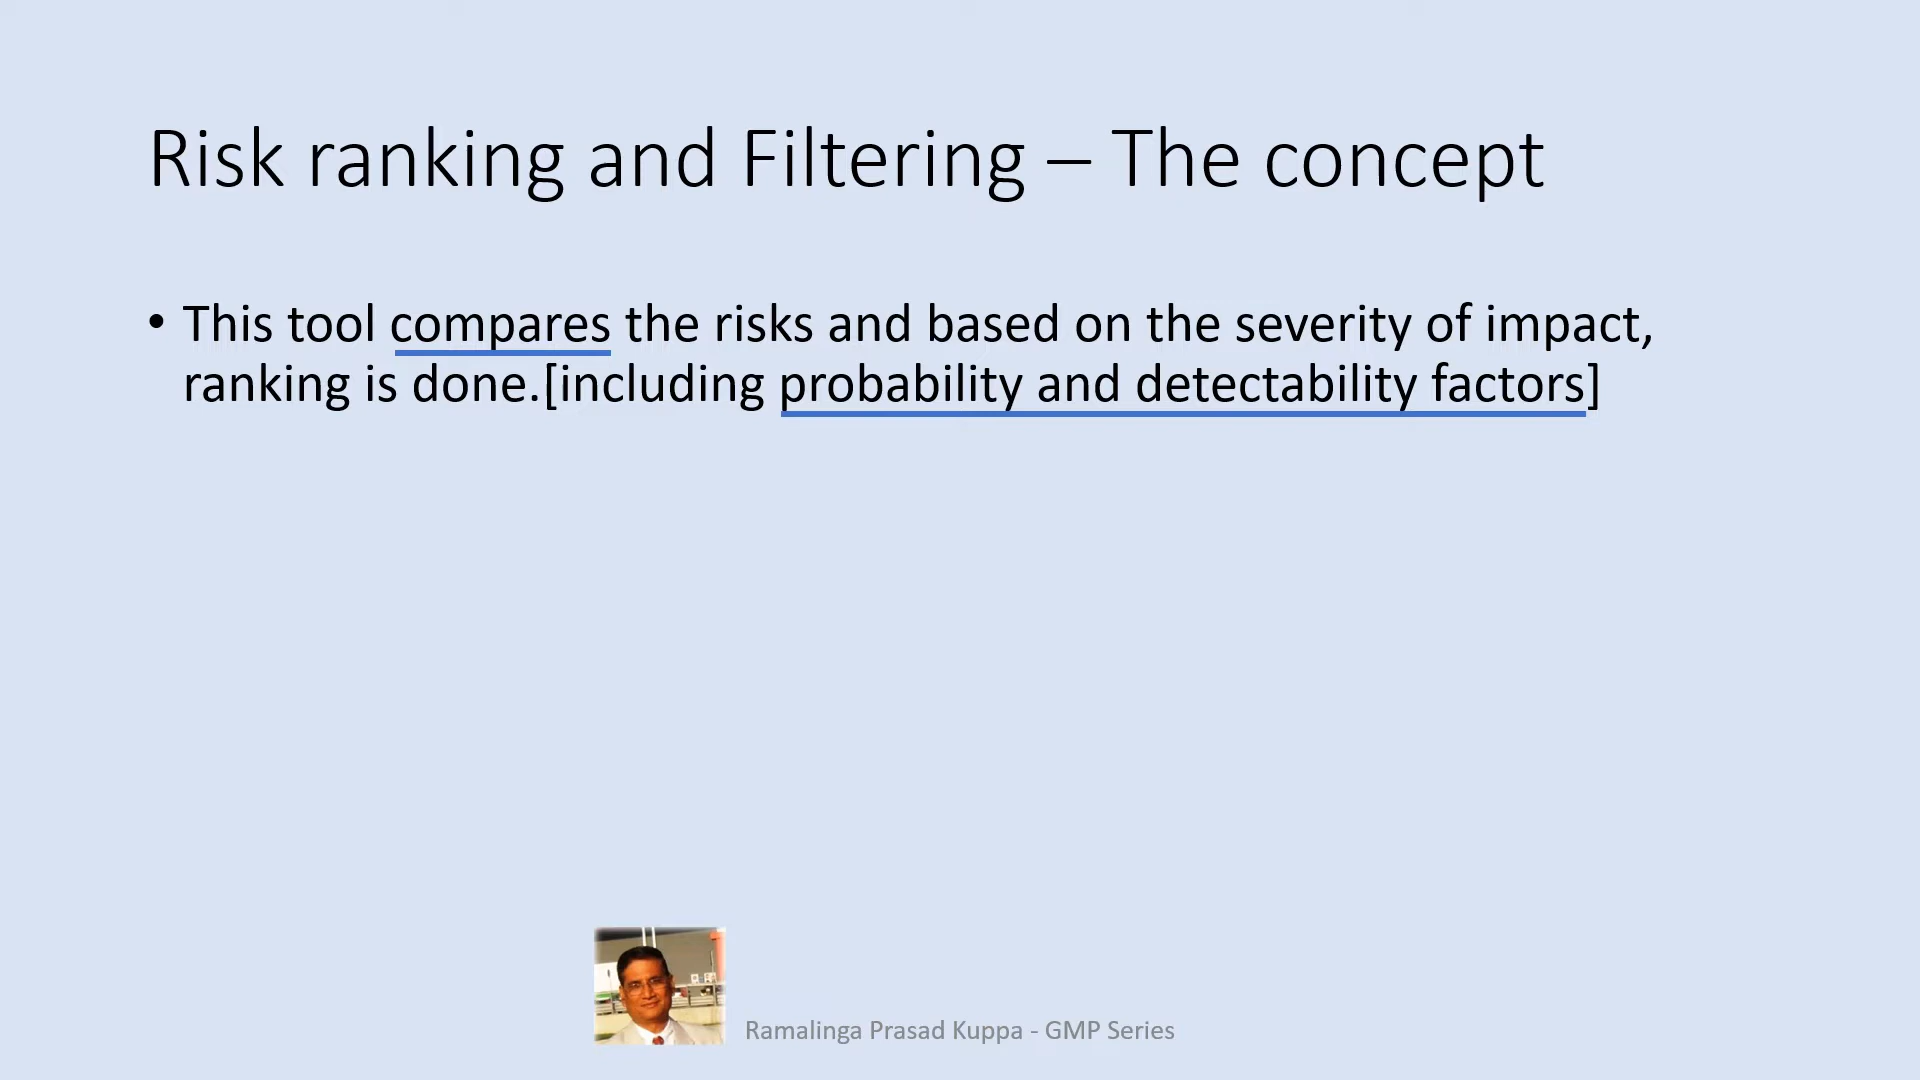 Risk ranking and Filtering – The concept
• This tool compares the risks and based on the severity of impact,
ranking is done.[including probability and detectability factors]
Ramalinga Prasad Kuppa - GMP Series